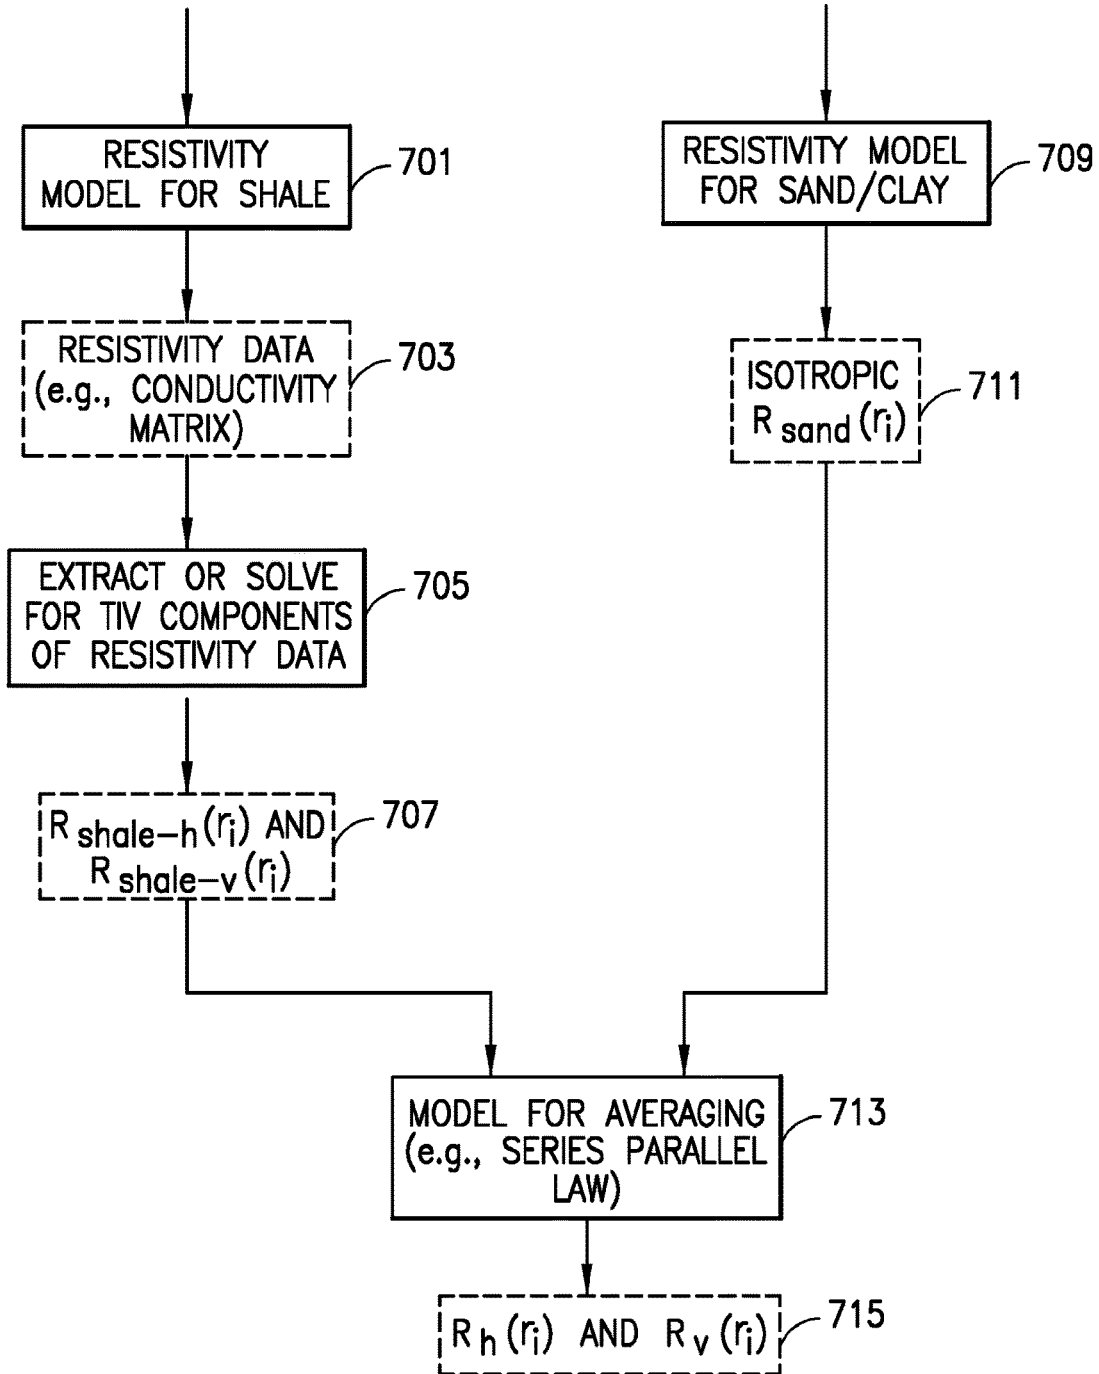 RESISTIVITY
MODEL FOR SHALE
701
RESISTIVITY DATA
(e.g., CONDUCTIVITY
MATRIX)
703
EXTRACT OR SOLVE
FOR TIV COMPONENTS
OF RESISTIVITY DATA
705
R shale-h(ri) AND
R shale-v(ri)
707
RESISTIVITY MODEL
FOR SAND/CLAY
709
ISOTROPIC
R sand(ri)
711
MODEL FOR AVERAGING
(e.g., SERIES PARALLEL
LAW)
713
Rh(ri) AND Rv(ri)
715